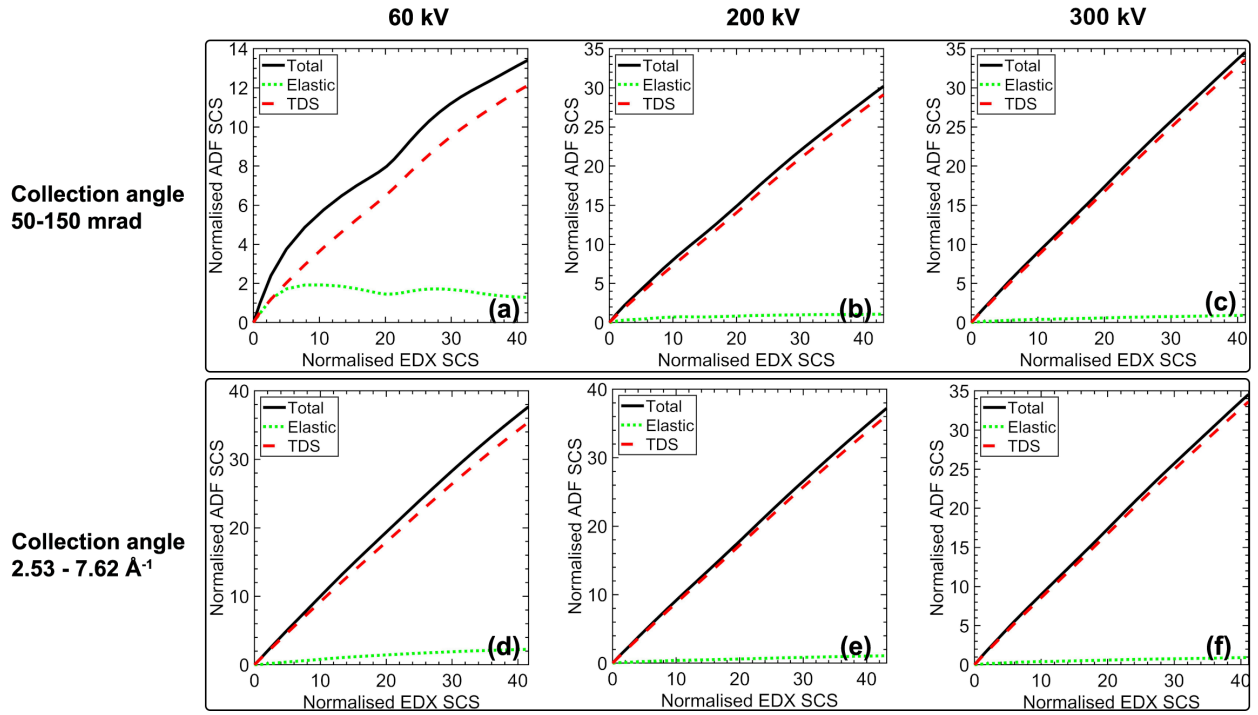 60 kV 200 kV 300 kV
Collection angle
50-150 mrad
Normalised ADF SCS
14
12
10
8
6
4
2
0
Total
Elastic
TDS
(a)
0 10 20 30 40
Normalised EDX SCS
Normalised ADF SCS
35
30
25
20
15
10
5
0
Total
Elastic
TDS
(b)
0 10 20 30 40
Normalised EDX SCS
Normalised ADF SCS
35
30
25
20
15
10
5
0
Total
Elastic
TDS
(c)
0 10 20 30 40
Normalised EDX SCS
Collection angle
2.53 - 7.62 Å⁻¹
Normalised ADF SCS
40
30
20
10
0
Total
Elastic
TDS
(d)
0 10 20 30 40
Normalised EDX SCS
Normalised ADF SCS
40
30
20
10
0
Total
Elastic
TDS
(e)
0 10 20 30 40
Normalised EDX SCS
Normalised ADF SCS
35
30
25
20
15
10
5
0
Total
Elastic
TDS
(f)
0 10 20 30 40
Normalised EDX SCS